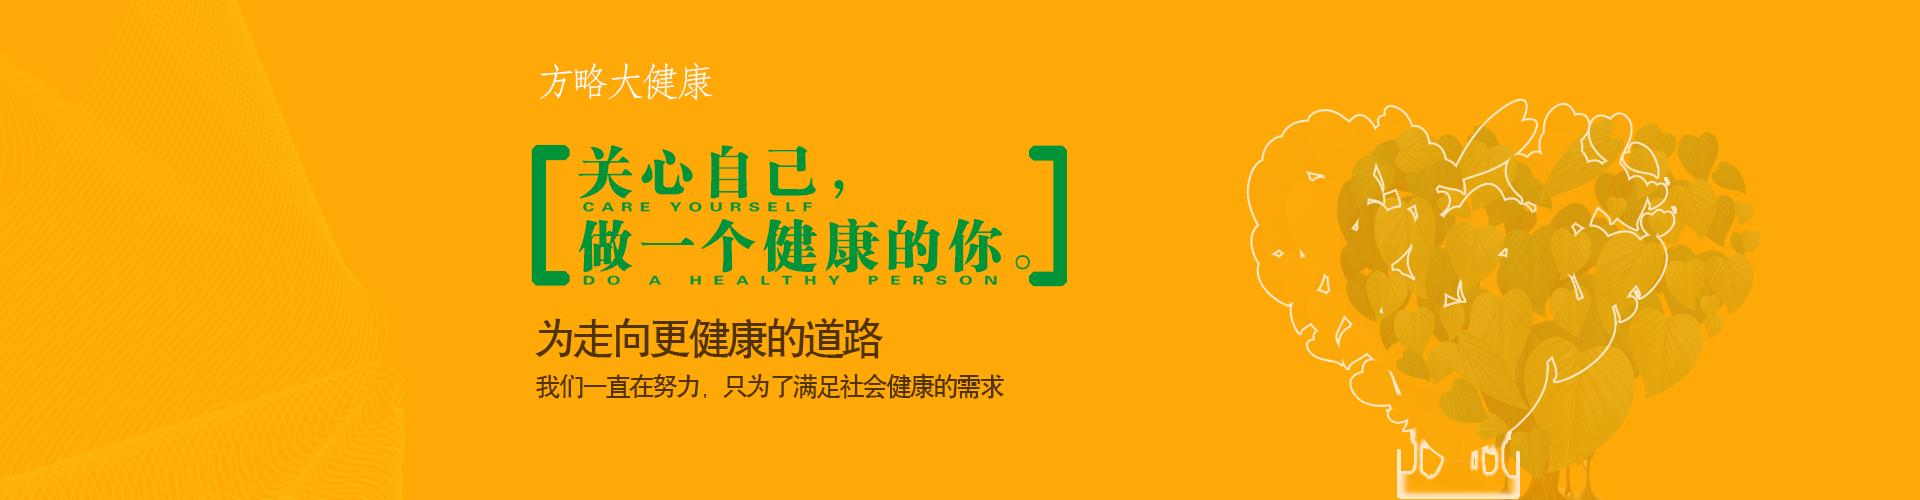 方略大健康
关心自己，
CARE YOURSELF
做一个健康的你。
DO A HEALTHY PERSON
为走向更健康的道路
我们一直在努力，只为了满足社会健康的需求